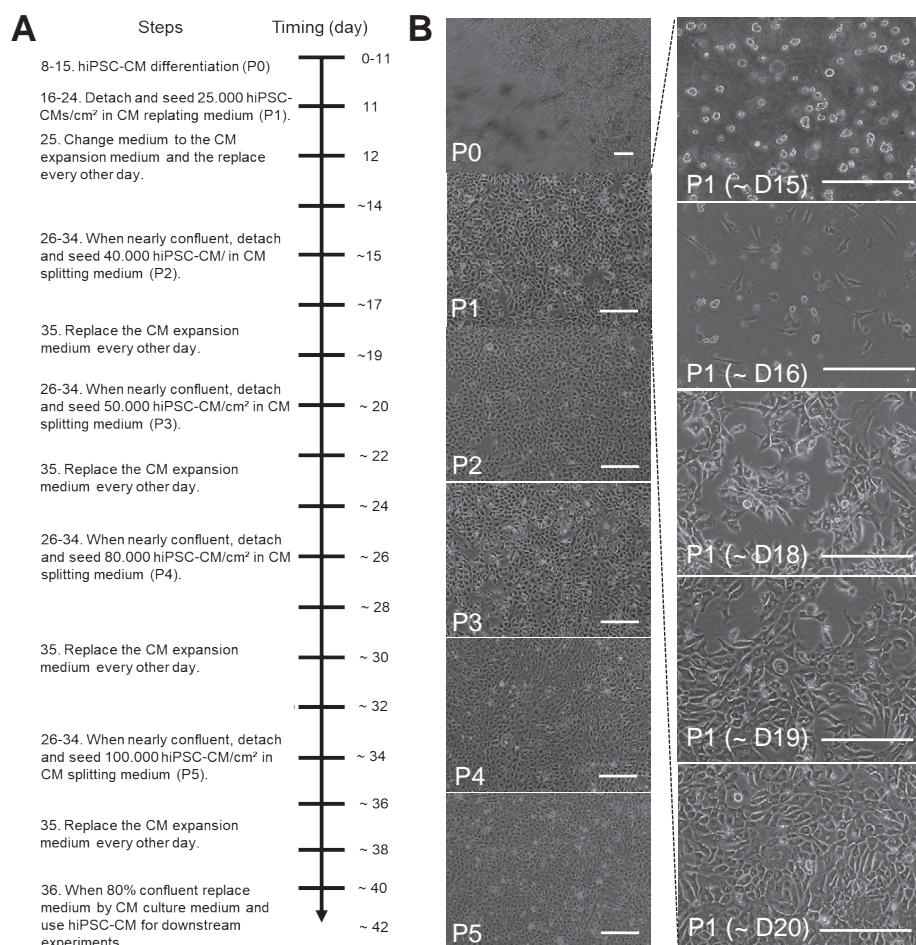 A
Steps
Timing (day)
8-15. hiPSC-CM differentiation (P0)
0-11
16-24. Detach and seed 25.000 hiPSC-
CMs/cm² in CM replating medium (P1).
11
25. Change medium to the CM
expansion medium and the replace
every other day.
12
~14
26-34. When nearly confluent, detach
and seed 40.000 hiPSC-CM/ in CM
splitting medium (P2).
~15
~17
35. Replace the CM expansion
medium every other day.
~19
26-34. When nearly confluent, detach
and seed 50.000 hiPSC-CM/cm² in CM
splitting medium (P3).
~ 20
~ 22
35. Replace the CM expansion
medium every other day.
~ 24
26-34. When nearly confluent, detach
and seed 80.000 hiPSC-CM/cm² in CM
splitting medium (P4).
~ 26
~ 28
35. Replace the CM expansion
medium every other day.
~ 30
~ 32
26-34. When nearly confluent, detach
and seed 100.000 hiPSC-CM/cm² in
CM splitting medium (P5).
~ 34
~ 36
35. Replace the CM expansion
medium every other day.
~ 38
~ 40
36. When 80% confluent replace
medium by CM culture medium and
use hiPSC-CM for downstream
experiments
~ 42
B
P0
P1
P2
P3
P4
P5
P1 (~ D15)
P1 (~ D16)
P1 (~ D18)
P1 (~ D19)
P1 (~ D20)